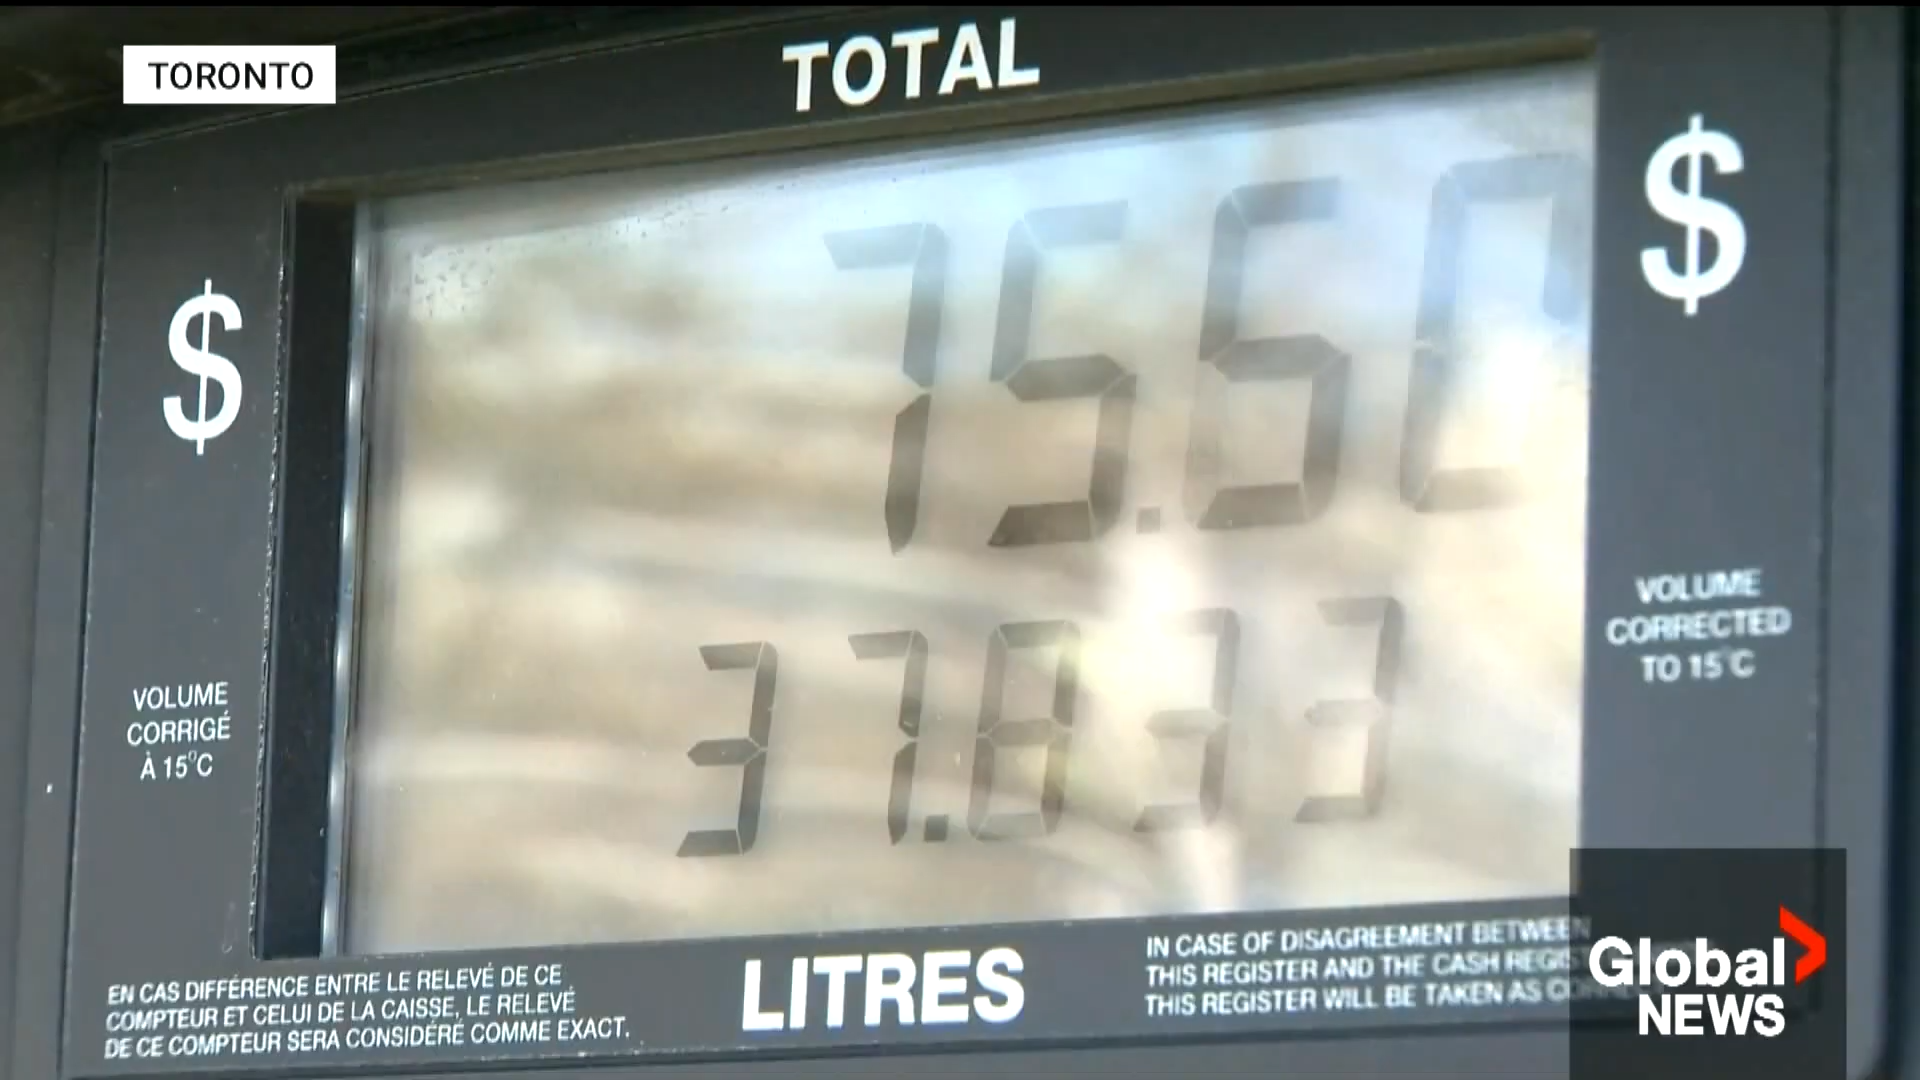 TORONTO
TOTAL
$
$
37.833
VOLUME
CORRIGÉ
À 15°C
VOLUME
CORRECTED
TO 15°C
LITRES
EN CAS DIFFÉRENCE ENTRE LE RELEVÉ DE CE
COMPTEUR ET CELUI DE LA CAISSE, LE RELEVÉ
DE CE COMPTEUR SERA CONSIDÉRÉ COMME EXACT.
IN CASE OF DISAGREEMENT BETWEEN
THIS REGISTER AND THE CASH
THIS REGISTER WILL BE TAKEN AS
Global
NEWS